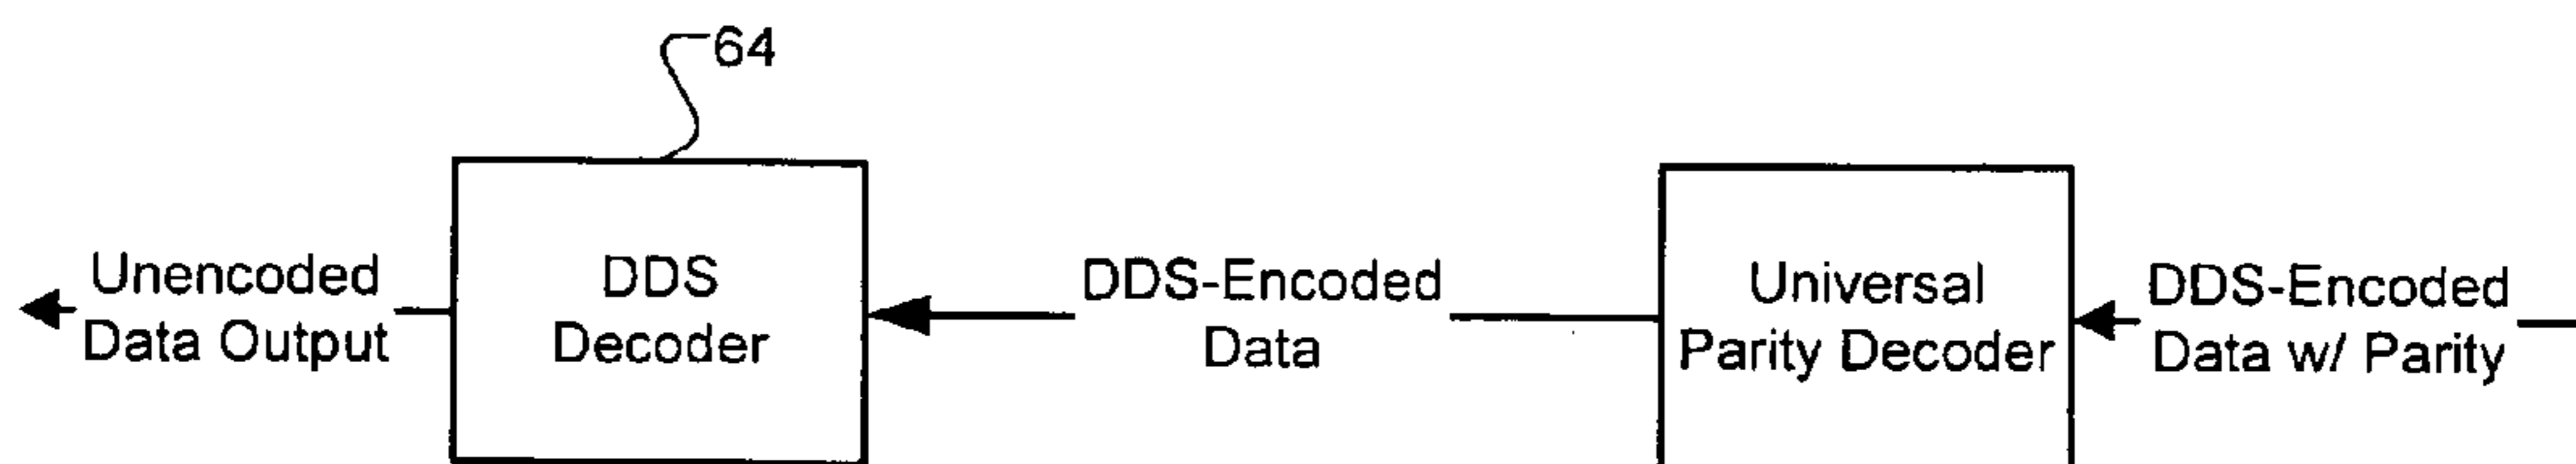 64
Unencoded
Data Output
DDS
Decoder
DDS-Encoded
Data
Universal
Parity Decoder
DDS-Encoded
Data w/ Parity